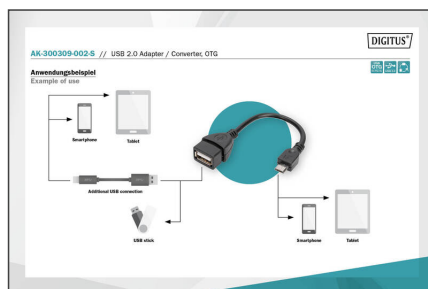 DIGITUS®
AK-300309-002-S // USB 2.0 Adapter / Converter, OTG
Anwendungsbeispiel
Example of use
Smartphone
Tablet
Additional USB connection
USB stick
Smartphone
Tablet